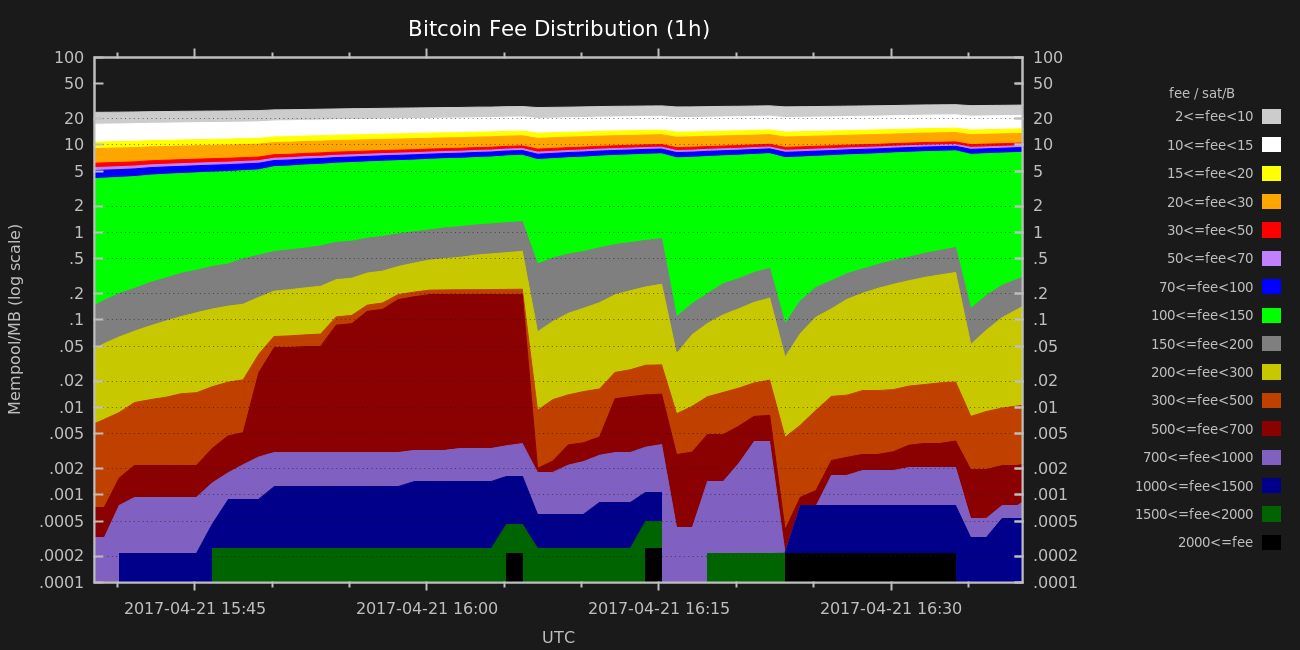 Bitcoin Fee Distribution (1h)
100
50
20
10
5
2
1
.5
.2
.1
.05
.02
.01
.005
.002
.001
.0005
.0002
.0001
Mempool/MB (log scale)
100
50
20
10
5
2
1
.5
.2
.1
.05
.02
.01
.005
.002
.001
.0005
.0002
.0001
2017-04-21 15:45
2017-04-21 16:00
2017-04-21 16:15
2017-04-21 16:30
UTC
fee / sat/B
2<=fee<10
10<=fee<15
15<=fee<20
20<=fee<30
30<=fee<50
50<=fee<70
70<=fee<100
100<=fee<150
150<=fee<200
200<=fee<300
300<=fee<500
500<=fee<700
700<=fee<1000
1000<=fee<1500
1500<=fee<2000
2000<=fee